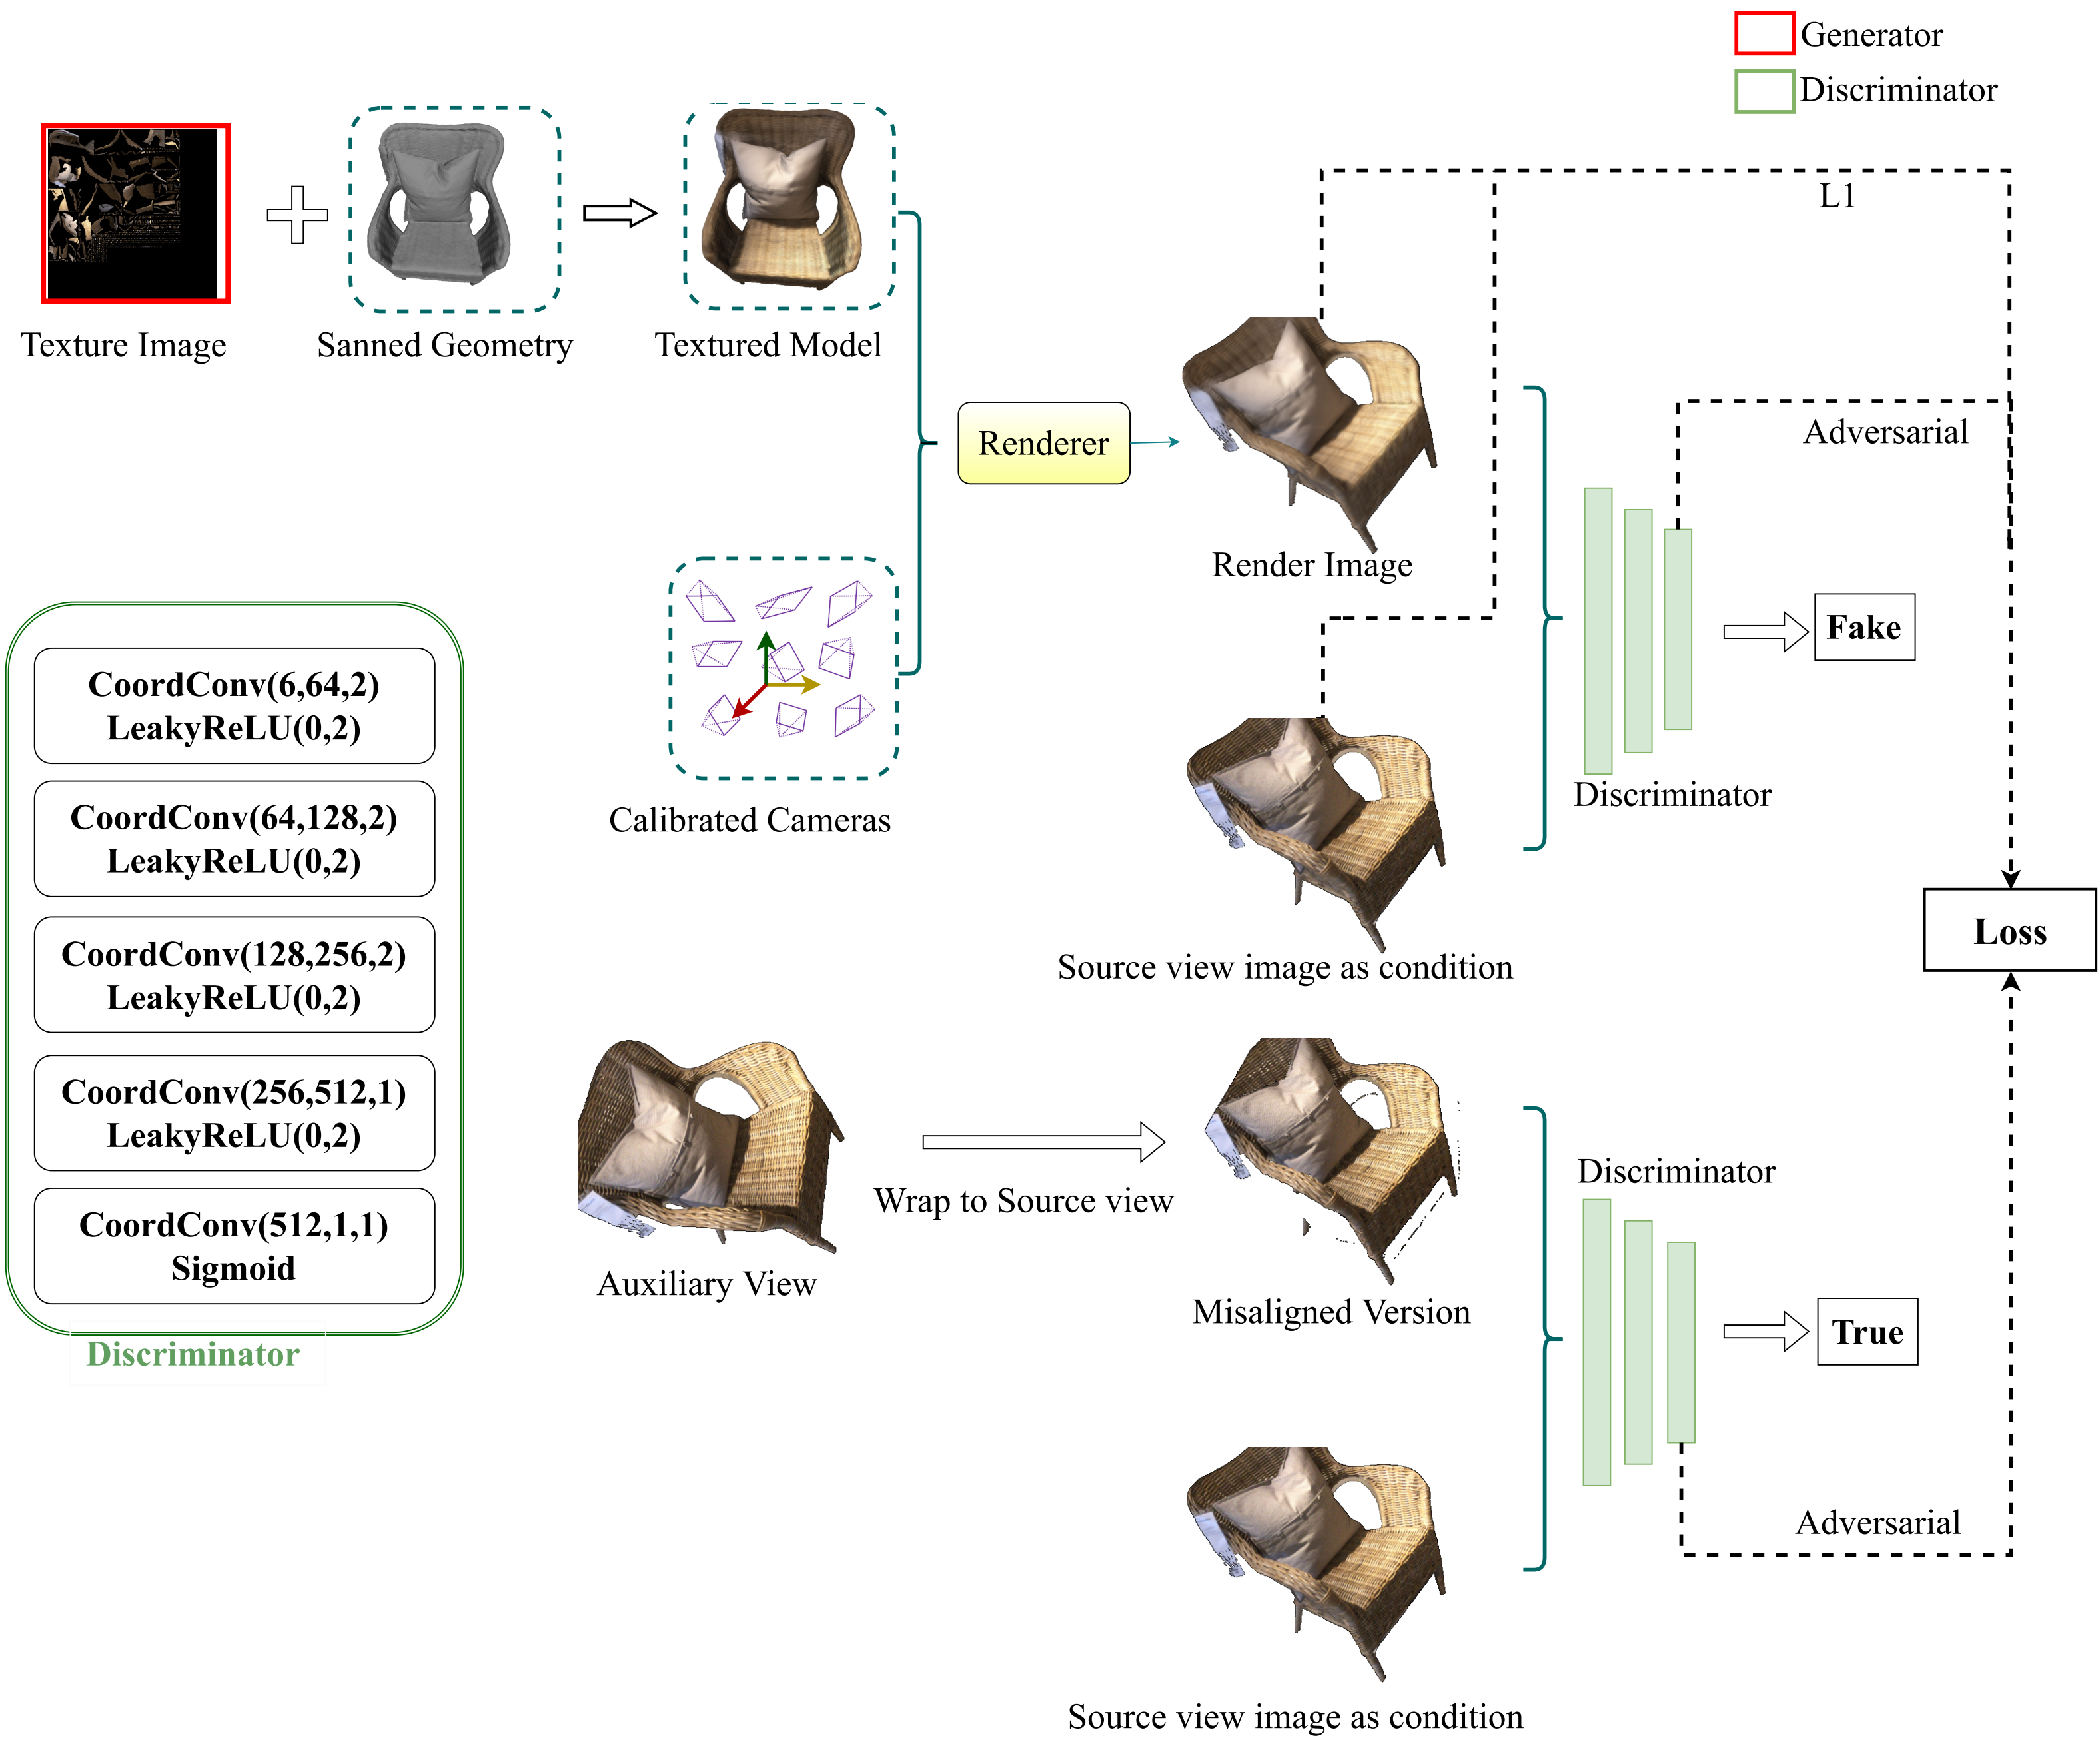 Generator
Discriminator
L1
Texture Image
Sanned Geometry
Textured Model
Adversarial
Renderer
Render Image
Fake
CoordConv(6,64,2)
LeakyReLU(0,2)
CoordConv(64,128,2)
LeakyReLU(0,2)
CoordConv(128,256,2)
LeakyReLU(0,2)
CoordConv(256,512,1)
LeakyReLU(0,2)
CoordConv(512,1,1)
Sigmoid
Discriminator
Calibrated Cameras
Discriminator
Source view image as condition
Loss
Wrap to Source view
Auxiliary View
Misaligned Version
Discriminator
True
Adversarial
Source view image as condition